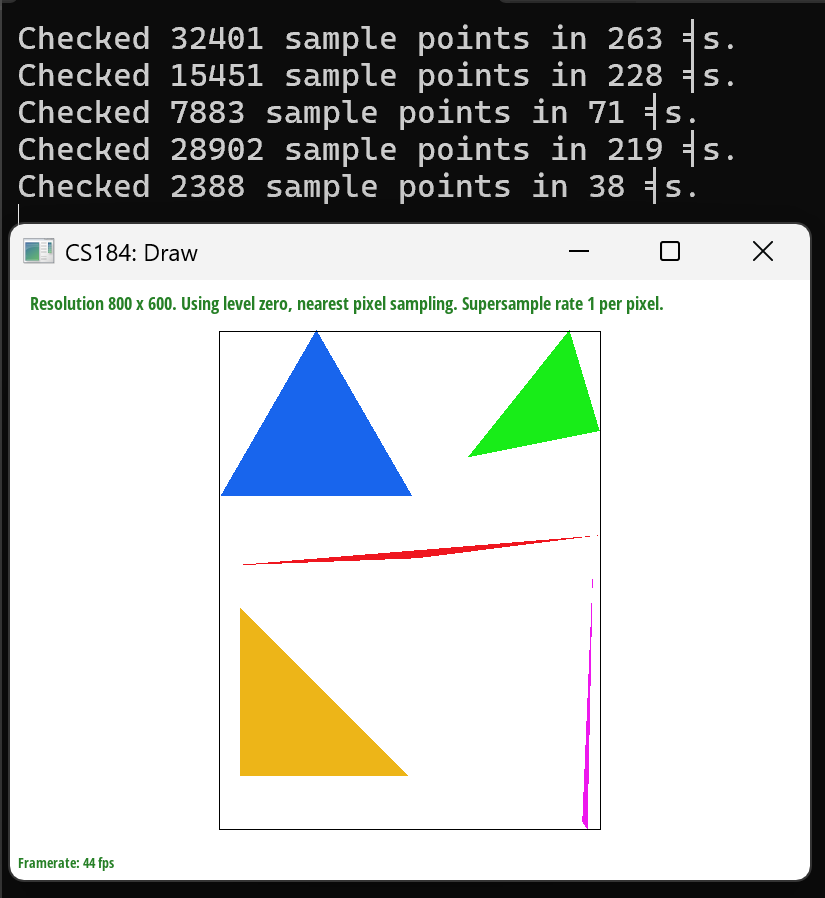 Checked 32401 sample points in 263 ╡s.
Checked 15451 sample points in 228 ╡s.
Checked 7883 sample points in 71 ╡s.
Checked 28902 sample points in 219 ╡s.
Checked 2388 sample points in 38 ╡s.
CS184: Draw
Resolution 800 x 600. Using level zero, nearest pixel sampling. Supersample rate 1 per pixel.
Framerate: 44 fps